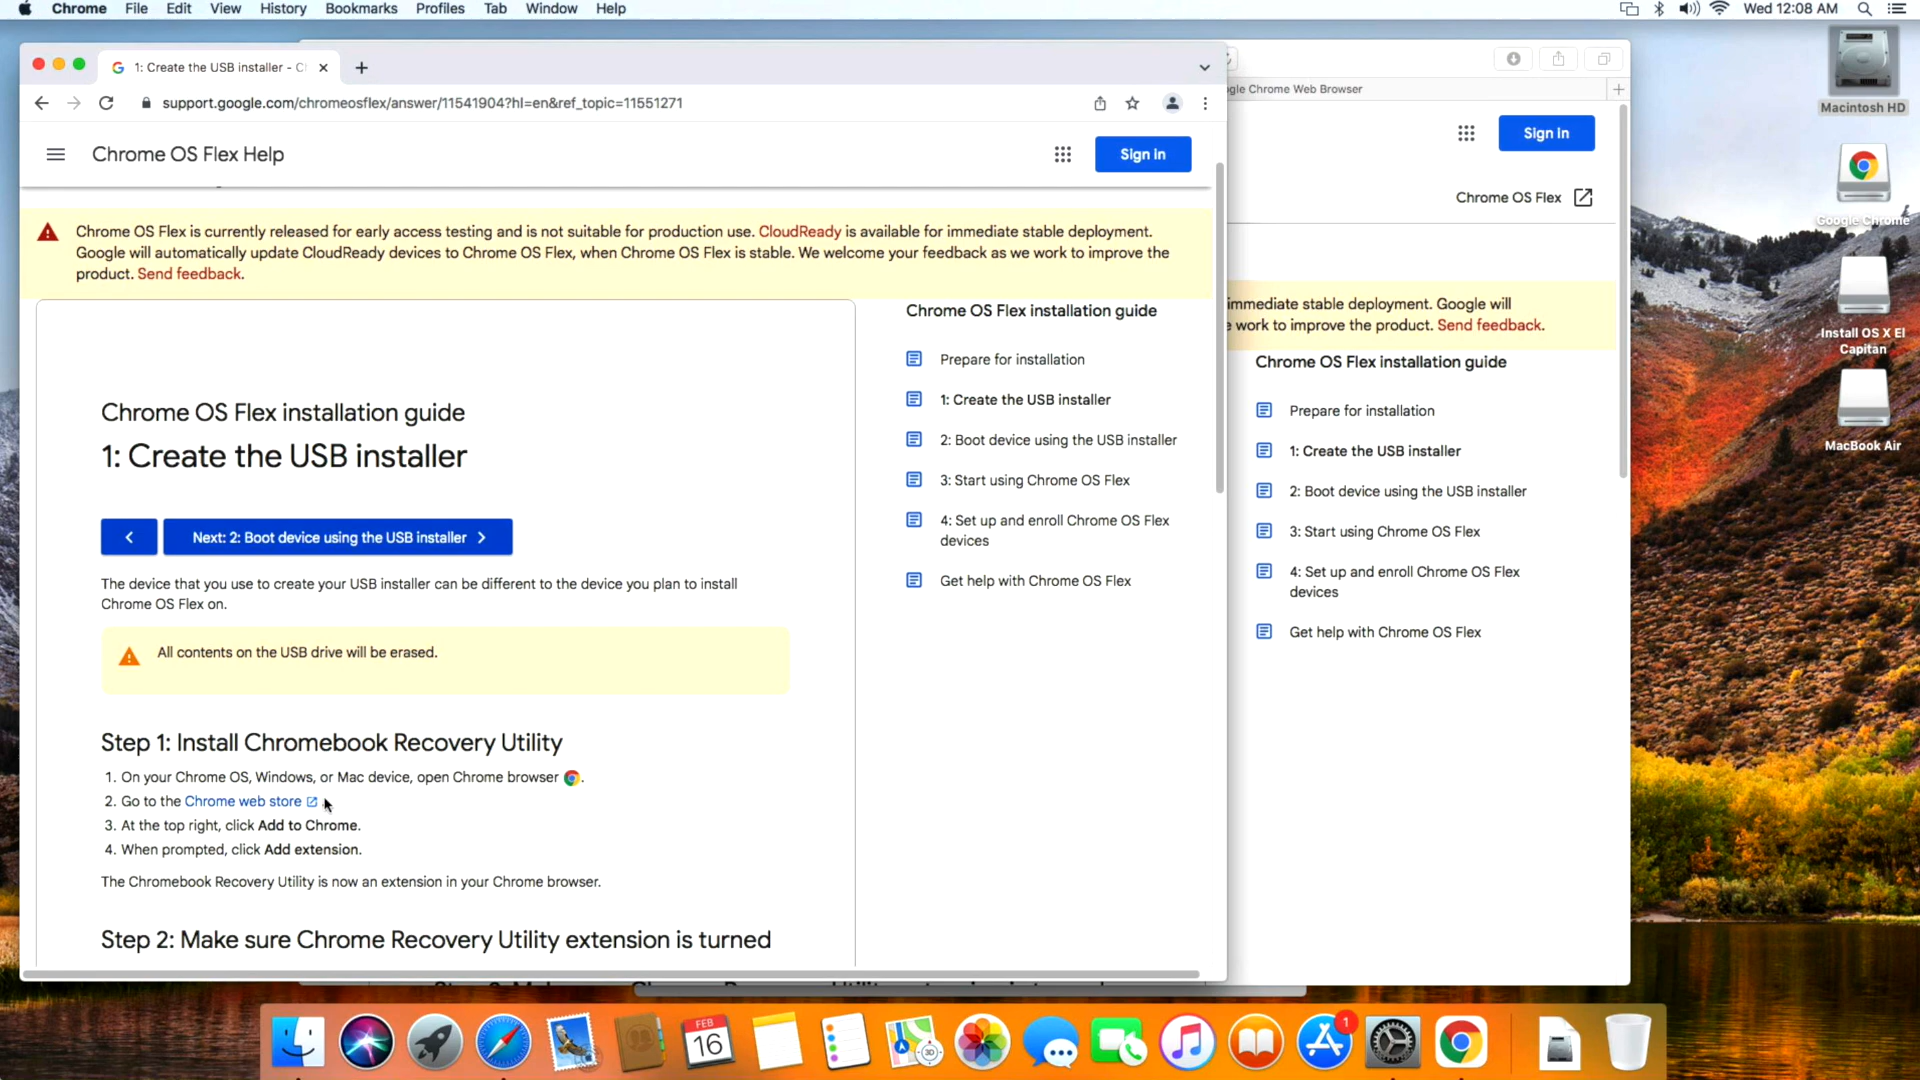 Chrome File Edit View History Bookmarks Profiles Tab Window Help
Wed 12:08 AM
1: Create the USB installer - C
support.google.com/chromeosflex/answer/11541904?hl=en&ref_topic=11551271
Chrome OS Flex Help
Sign in
Chrome OS Flex is currently released for early access testing and is not suitable for production use. CloudReady is available for immediate stable deployment.
Google will automatically update CloudReady devices to Chrome OS Flex, when Chrome OS Flex is stable. We welcome your feedback as we work to improve the
product. Send feedback.
Chrome OS Flex installation guide
1: Create the USB installer
Next: 2: Boot device using the USB installer
The device that you use to create your USB installer can be different to the device you plan to install
Chrome OS Flex on.
All contents on the USB drive will be erased.
Step 1: Install Chromebook Recovery Utility
1. On your Chrome OS, Windows, or Mac device, open Chrome browser .
2. Go to the Chrome web store
3. At the top right, click Add to Chrome.
4. When prompted, click Add extension.
The Chromebook Recovery Utility is now an extension in your Chrome browser.
Step 2: Make sure Chrome Recovery Utility extension is turned
Chrome OS Flex installation guide
Prepare for installation
1: Create the USB installer
2: Boot device using the USB installer
3: Start using Chrome OS Flex
4: Set up and enroll Chrome OS Flex
devices
Get help with Chrome OS Flex
gle Chrome Web Browser
Sign in
Chrome OS Flex
immediate stable deployment. Google will
work to improve the product. Send feedback.
Chrome OS Flex installation guide
Prepare for installation
1: Create the USB installer
2: Boot device using the USB installer
3: Start using Chrome OS Flex
4: Set up and enroll Chrome OS Flex
devices
Get help with Chrome OS Flex
Macintosh HD
Google Chrome
Install OS X El
Capitan
MacBook Air
FEB
16
3D
1